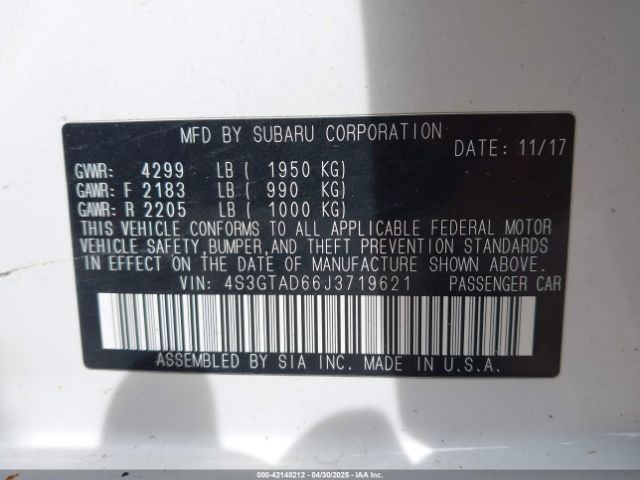 MFD BY SUBARU CORPORATION
DATE: 11/17
GVWR: 4299 LB ( 1950 KG)
GAWR: F 2183 LB ( 990 KG)
GAWR: R 2205 LB ( 1000 KG)
THIS VEHICLE CONFORMS TO ALL APPLICABLE FEDERAL MOTOR
VEHICLE SAFETY,BUMPER,AND THEFT PREVENTION STANDARDS
IN EFFECT ON THE DATE OF MANUFACTURE SHOWN ABOVE.
VIN: 4S3GTAD66J3719621 PASSENGER CAR
ASSEMBLED BY SIA INC. MADE IN U.S.A.
000-42148212 - 04/30/2025 - IAAI.COM